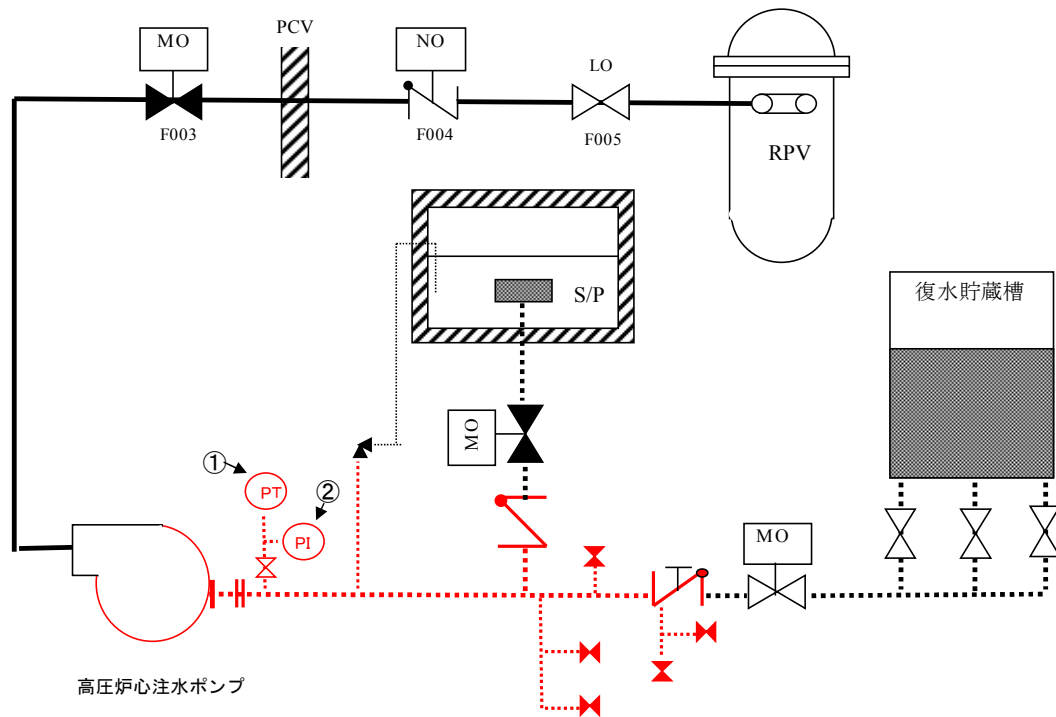 PCV
MO
NO
LO
F003
F004
F005
RPV
S/P
復水貯蔵槽
MO
①
②
PT
PI
MO
高圧炉心注水ポンプ